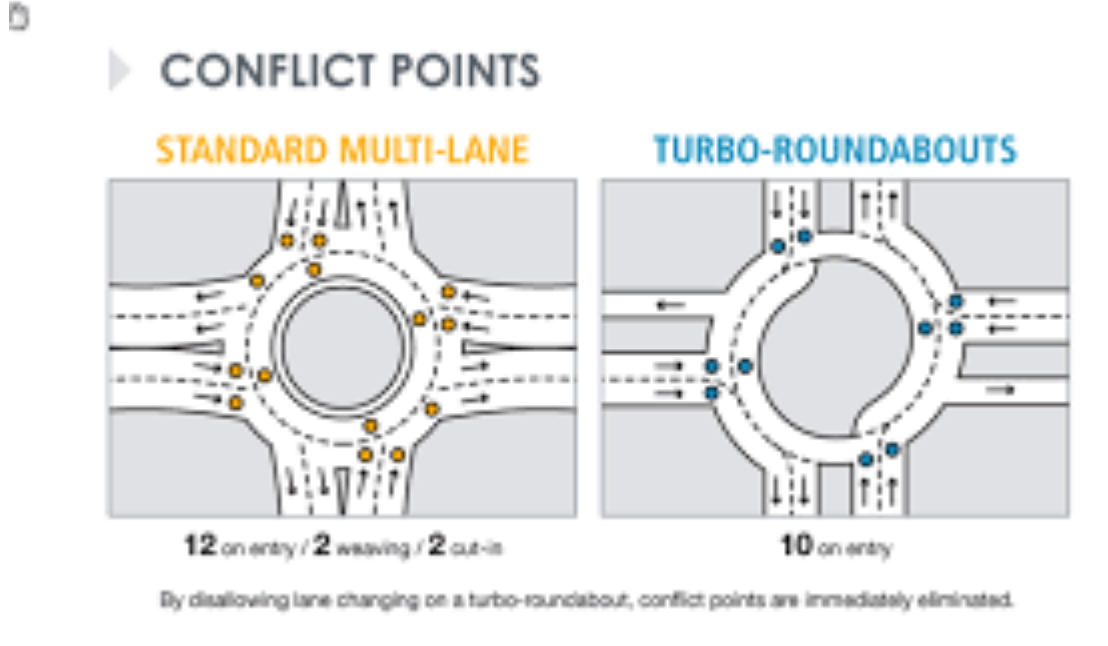 CONFLICT POINTS
STANDARD MULTI-LANE
TURBO-ROUNDABOUTS
12 on entry / 2 weaving / 2 cut-in
10 on entry
By disallowing lane changing on a turbo-roundabout, conflict points are immediately eliminated.